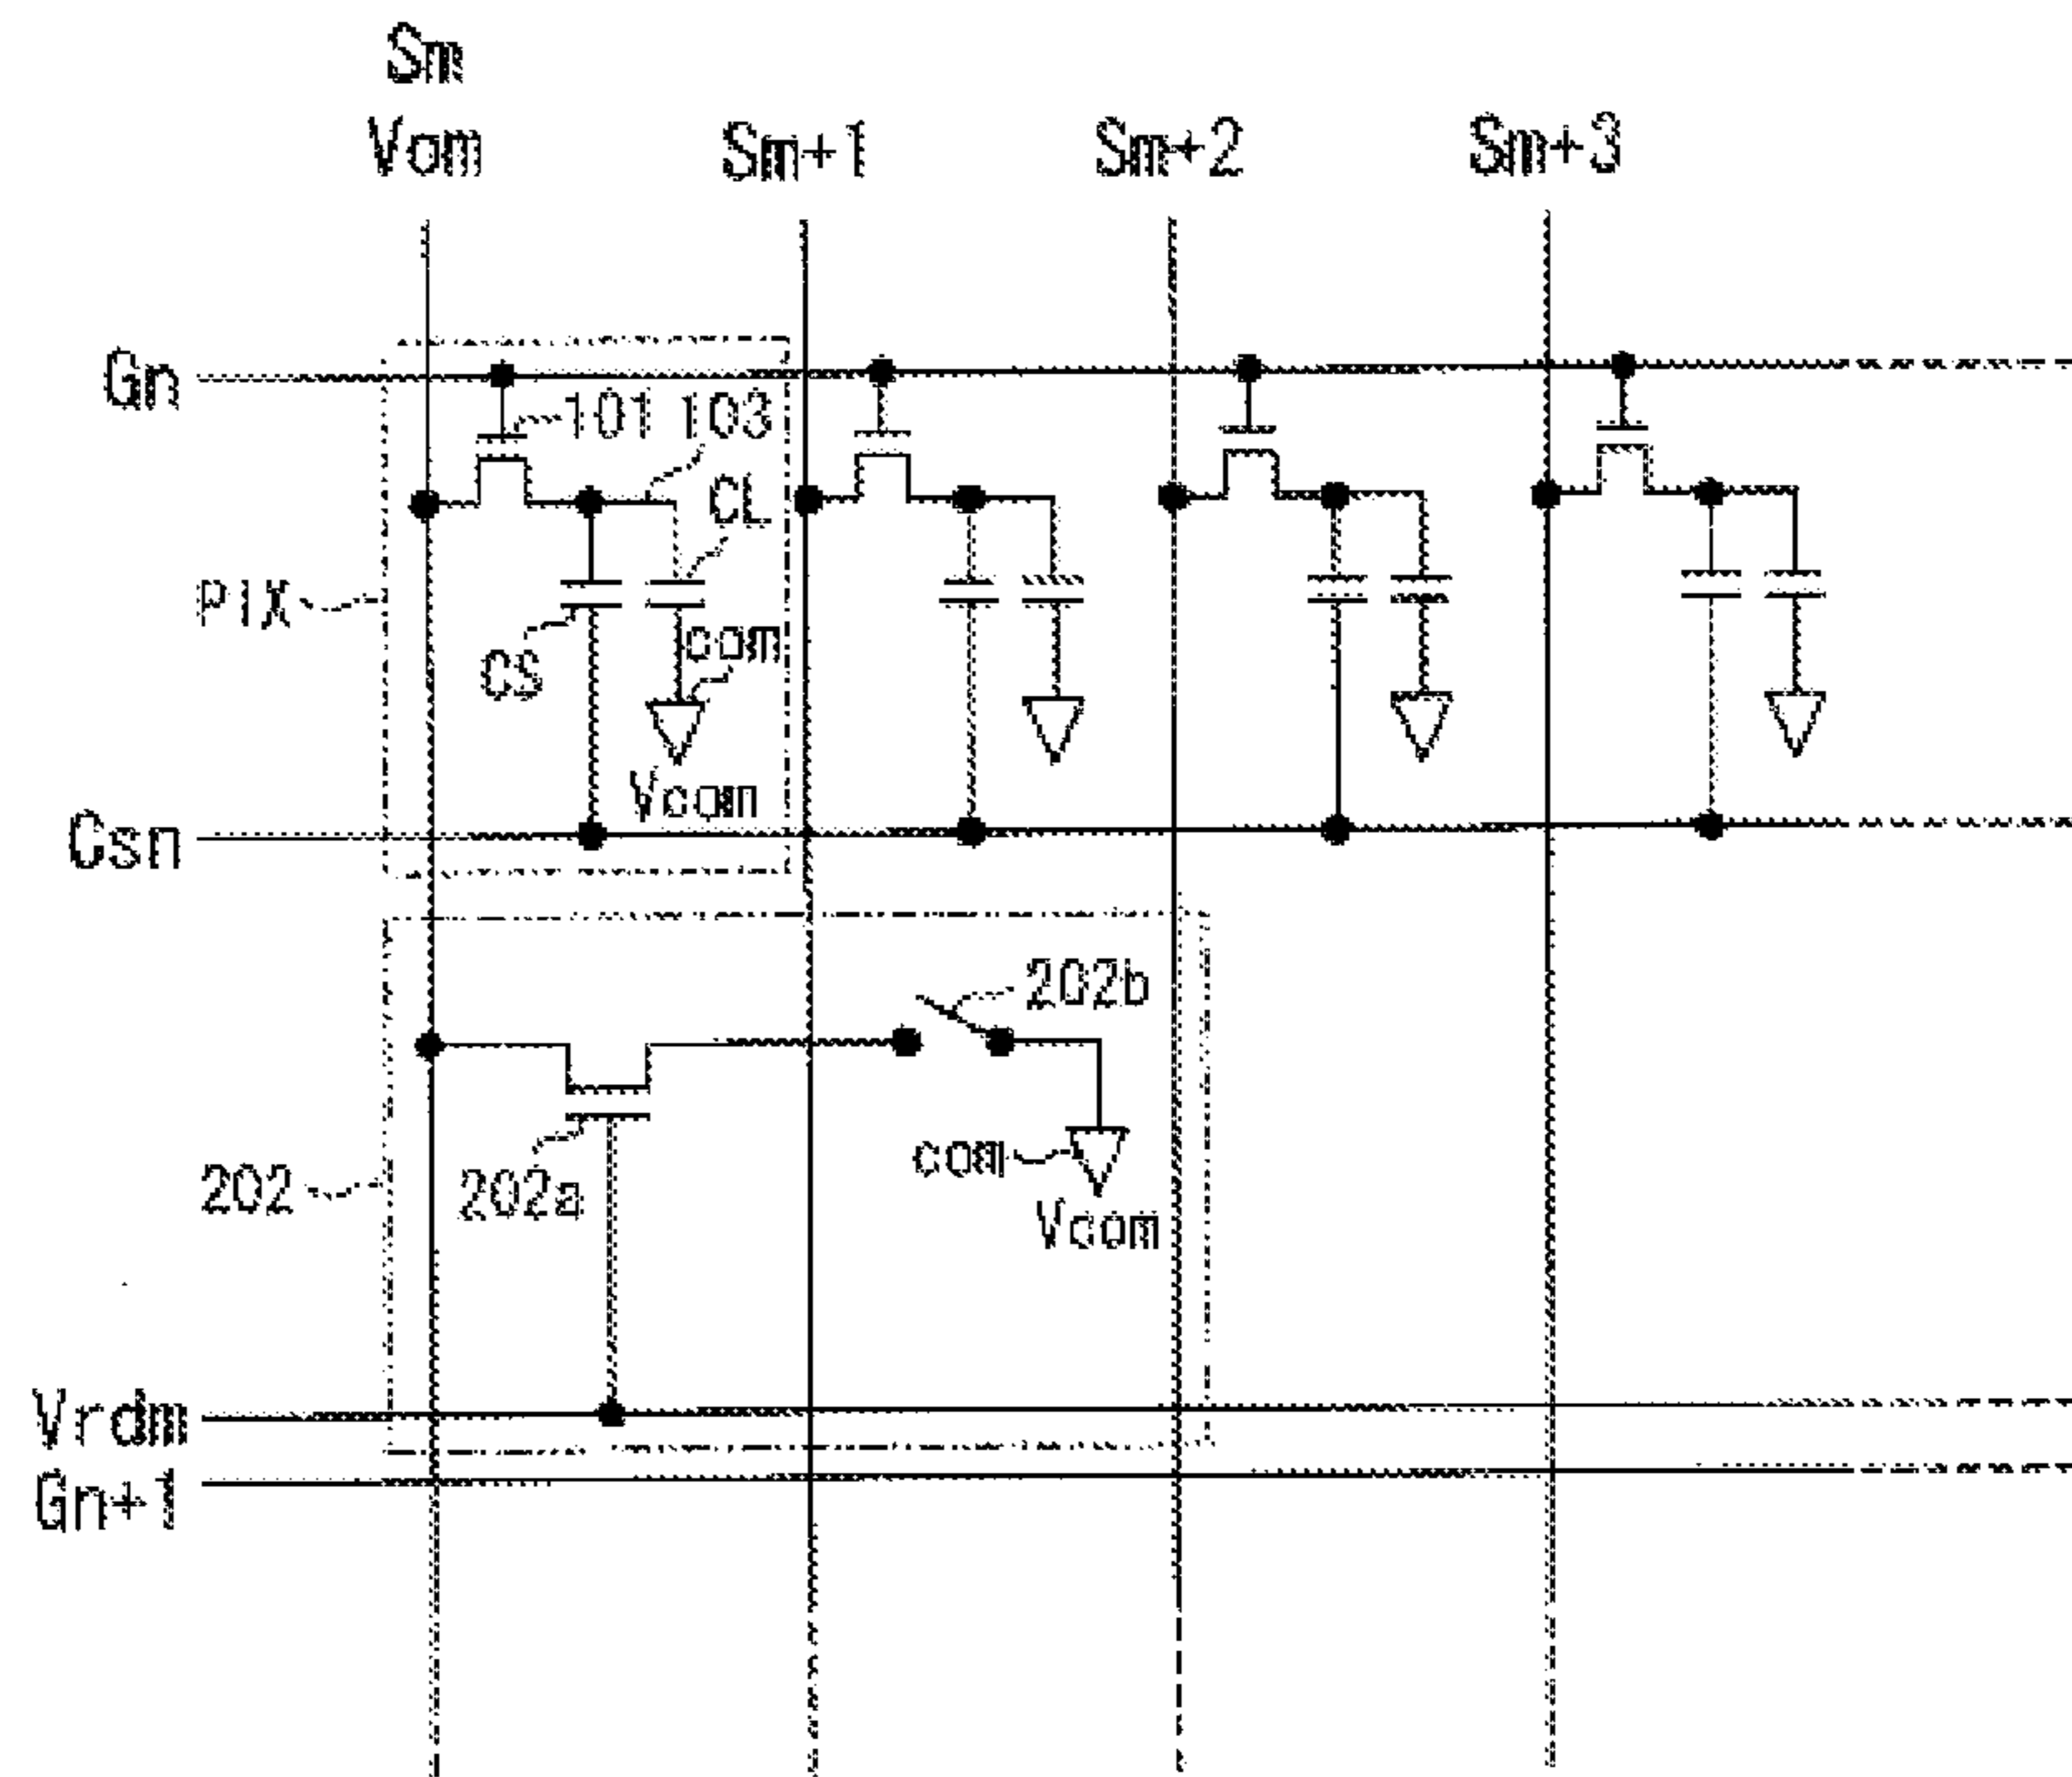 Sm
Vom
Sm+1
Sm+2
Sm+3
Gn
101
103
CL
PIX
CS
com
Vcom
Csn
202b
com
202
202a
Vcom
Vrdm
Gn+1